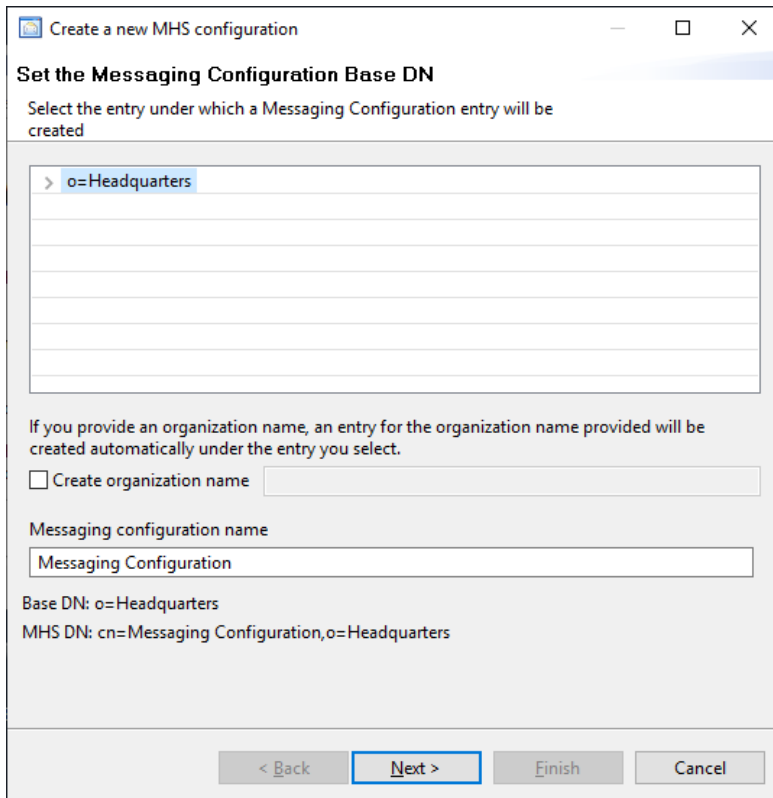 Create a new MHS configuration
Set the Messaging Configuration Base DN
Select the entry under which a Messaging Configuration entry will be
created
o=Headquarters
If you provide an organization name, an entry for the organization name provided will be
created automatically under the entry you select.
Create organization name
Messaging configuration name
Messaging Configuration
Base DN: o=Headquarters
MHS DN: cn=Messaging Configuration,o=Headquarters
< Back Next > Finish Cancel